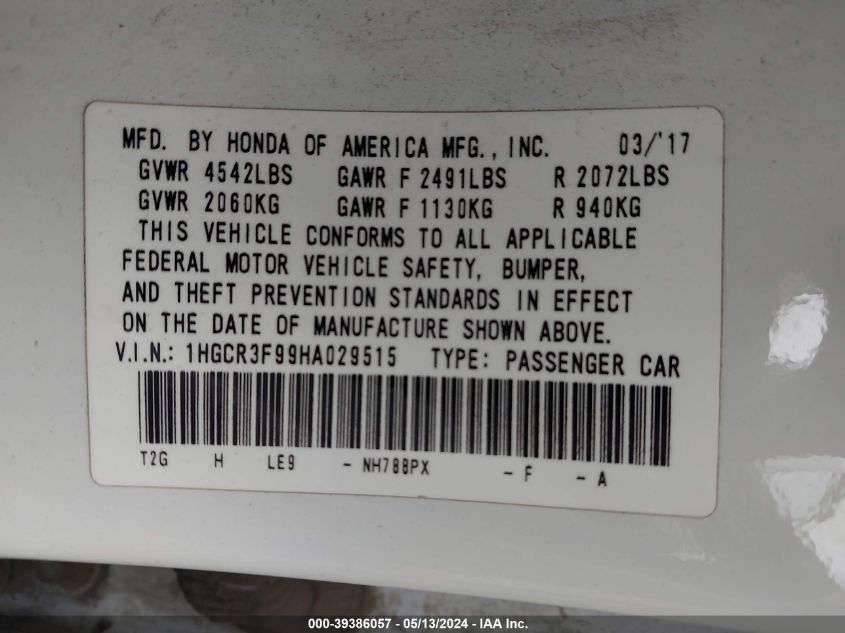 MFD. BY HONDA OF AMERICA MFG., INC. 03/'17
GVWR 4542LBS GAWR F 2491LBS R 2072LBS
GVWR 2060KG GAWR F 1130KG R 940KG
THIS VEHICLE CONFORMS TO ALL APPLICABLE
FEDERAL MOTOR VEHICLE SAFETY, BUMPER,
AND THEFT PREVENTION STANDARDS IN EFFECT
ON THE DATE OF MANUFACTURE SHOWN ABOVE.
V.I.N.: 1HGCR3F99HA029515 TYPE: PASSENGER CAR
T2G H LE9 - NH788PX - F - A
000-39386057 - 05/13/2024 - IAA Inc.